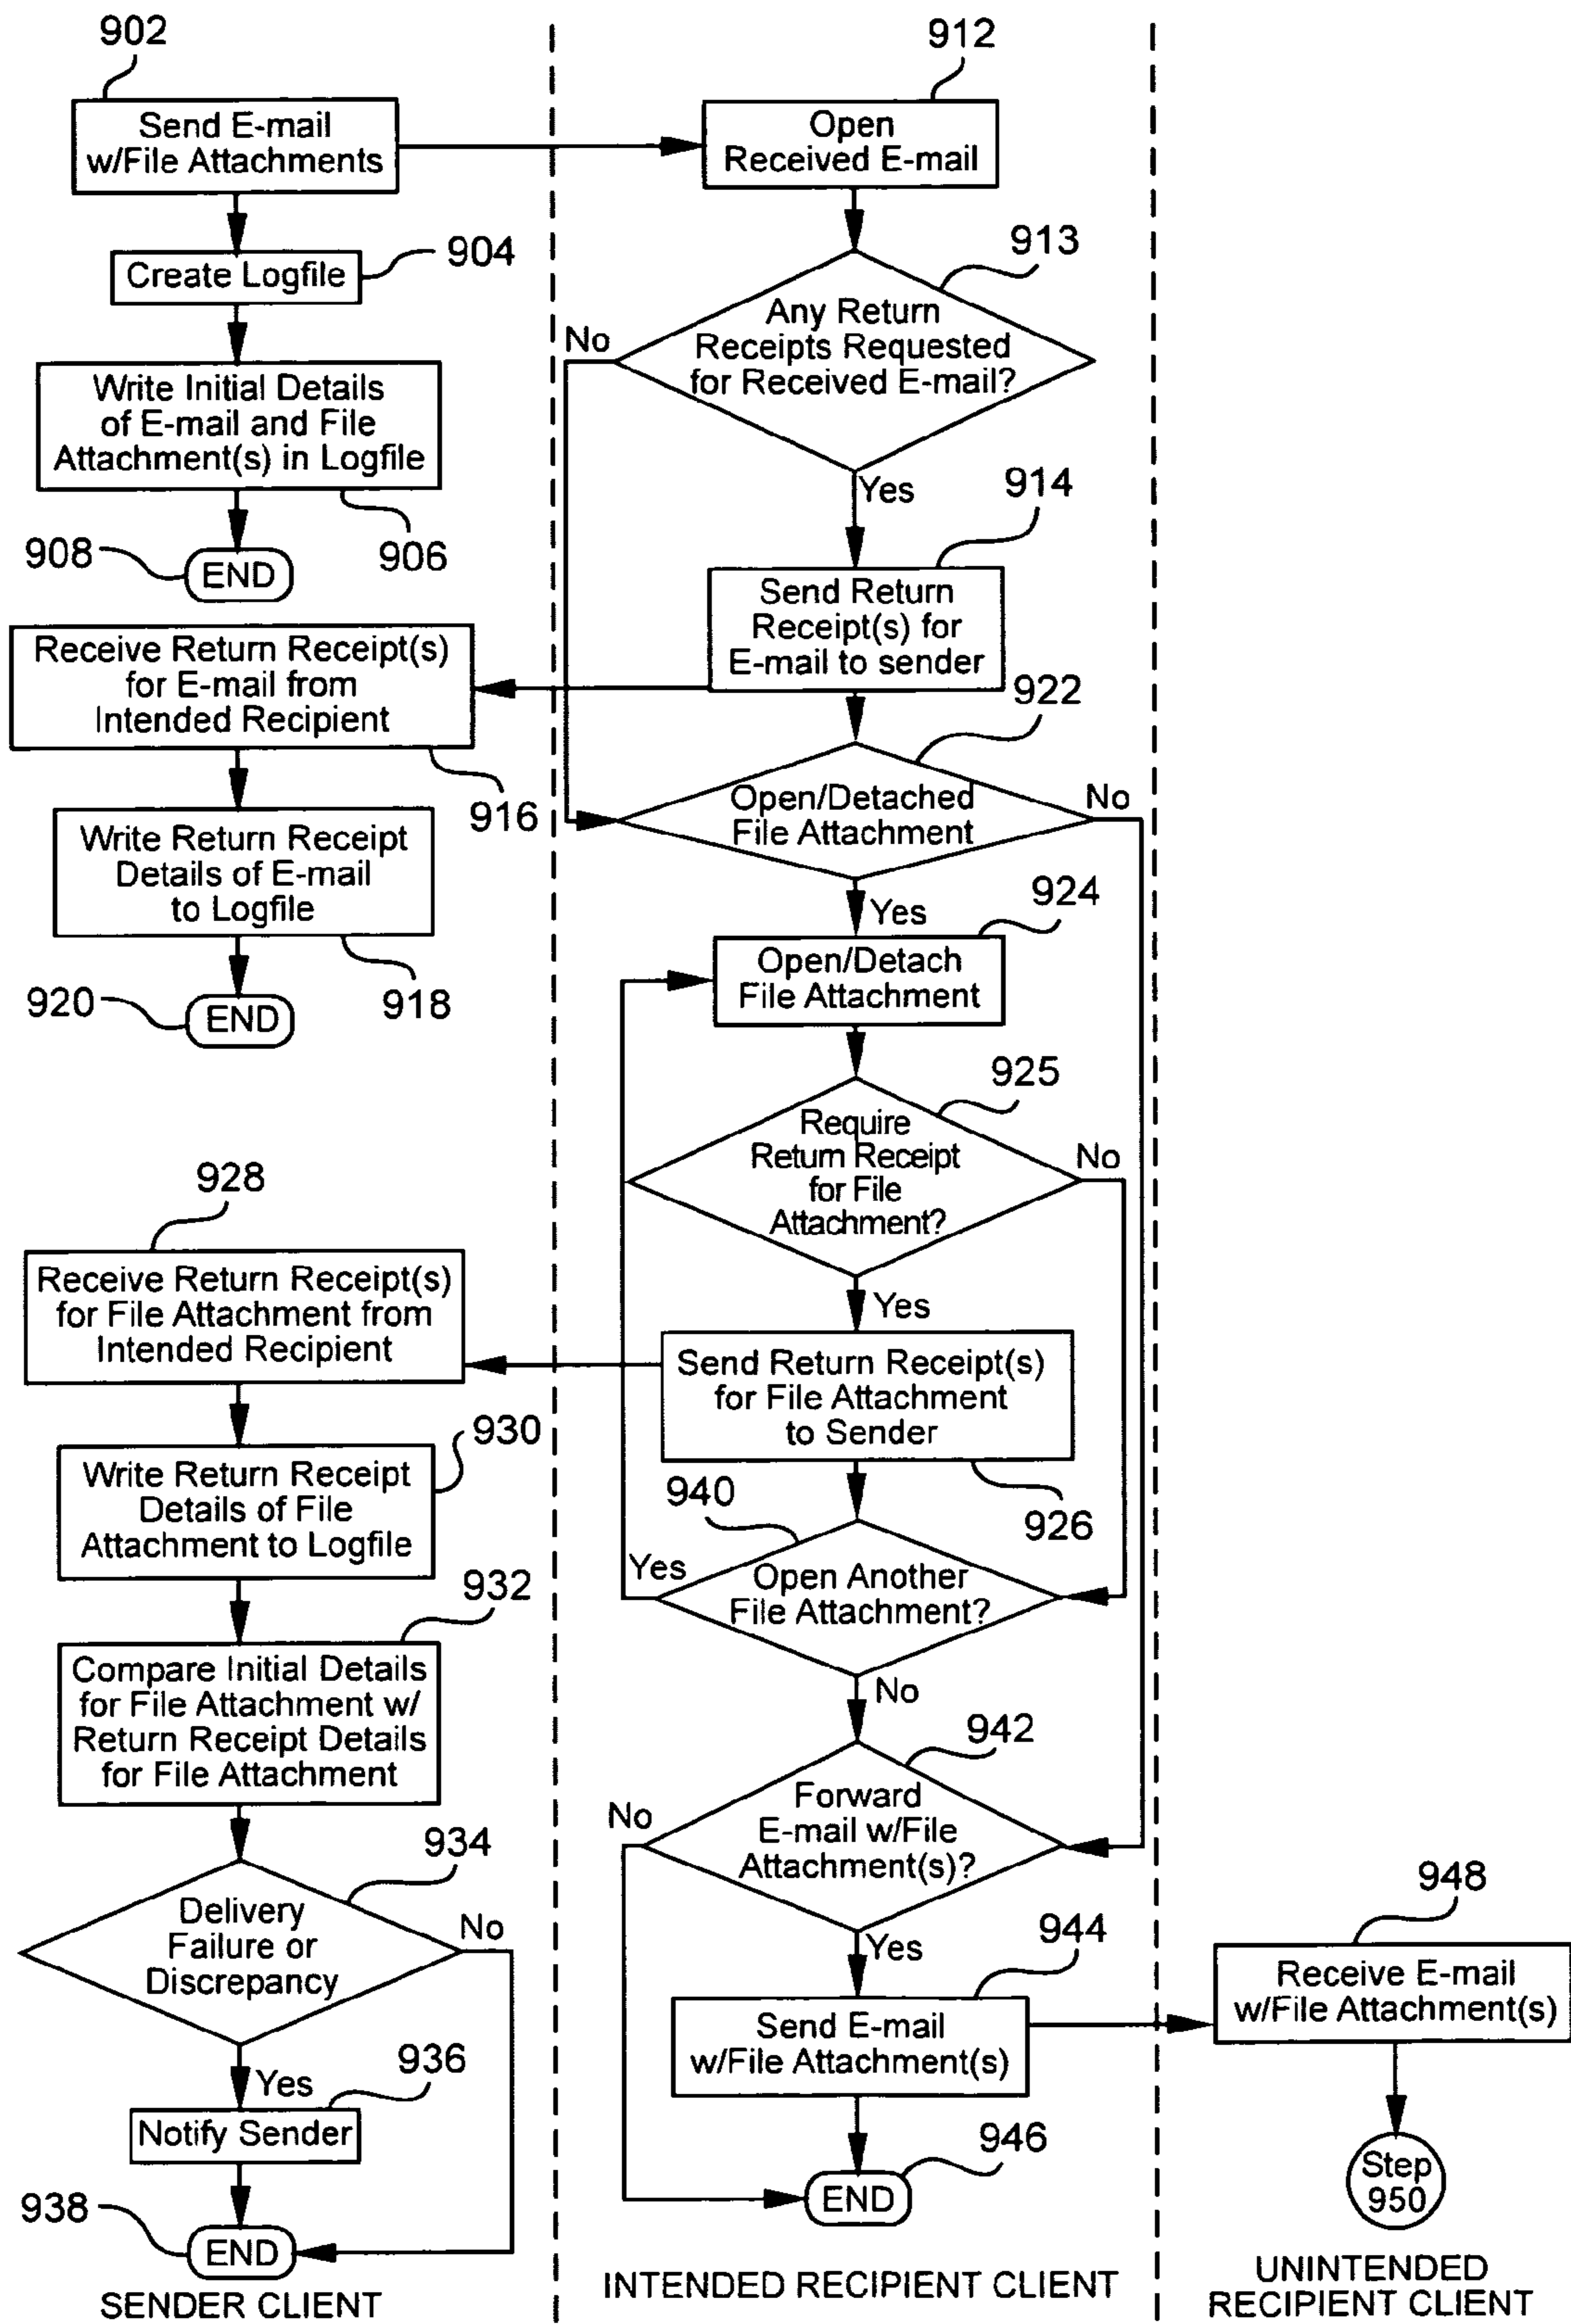 902
Send E-mail
w/File Attachments
Create Logfile
904
Write Initial Details
of E-mail and File
Attachment(s) in Logfile
906
908
END
Receive Return Receipt(s)
for E-mail from
Intended Recipient
916
Write Return Receipt
Details of E-mail
to Logfile
918
920
END
928
Receive Return Receipt(s)
for File Attachment from
Intended Recipient
930
Write Return Receipt
Details of File
Attachment to Logfile
932
Compare Initial Details
for File Attachment w/
Return Receipt Details
for File Attachment
934
Delivery
Failure or
Discrepancy
No
Yes
936
Notify Sender
938
END
SENDER CLIENT
912
Open
Received E-mail
913
Any Return
Receipts Requested
for Received E-mail?
No
Yes
914
Send Return
Receipt(s) for
E-mail to sender
922
Open/Detached
File Attachment
No
Yes
924
Open/Detach
File Attachment
925
Require
Return Receipt
for File
Attachment?
No
Yes
Send Return Receipt(s)
for File Attachment
to Sender
926
940
Open Another
File Attachment?
Yes
No
942
Forward
E-mail w/File
Attachment(s)?
No
Yes
944
Send E-mail
w/File Attachment(s)
946
END
INTENDED RECIPIENT CLIENT
948
Receive E-mail
w/File Attachment(s)
Step
950
UNINTENDED
RECIPIENT CLIENT